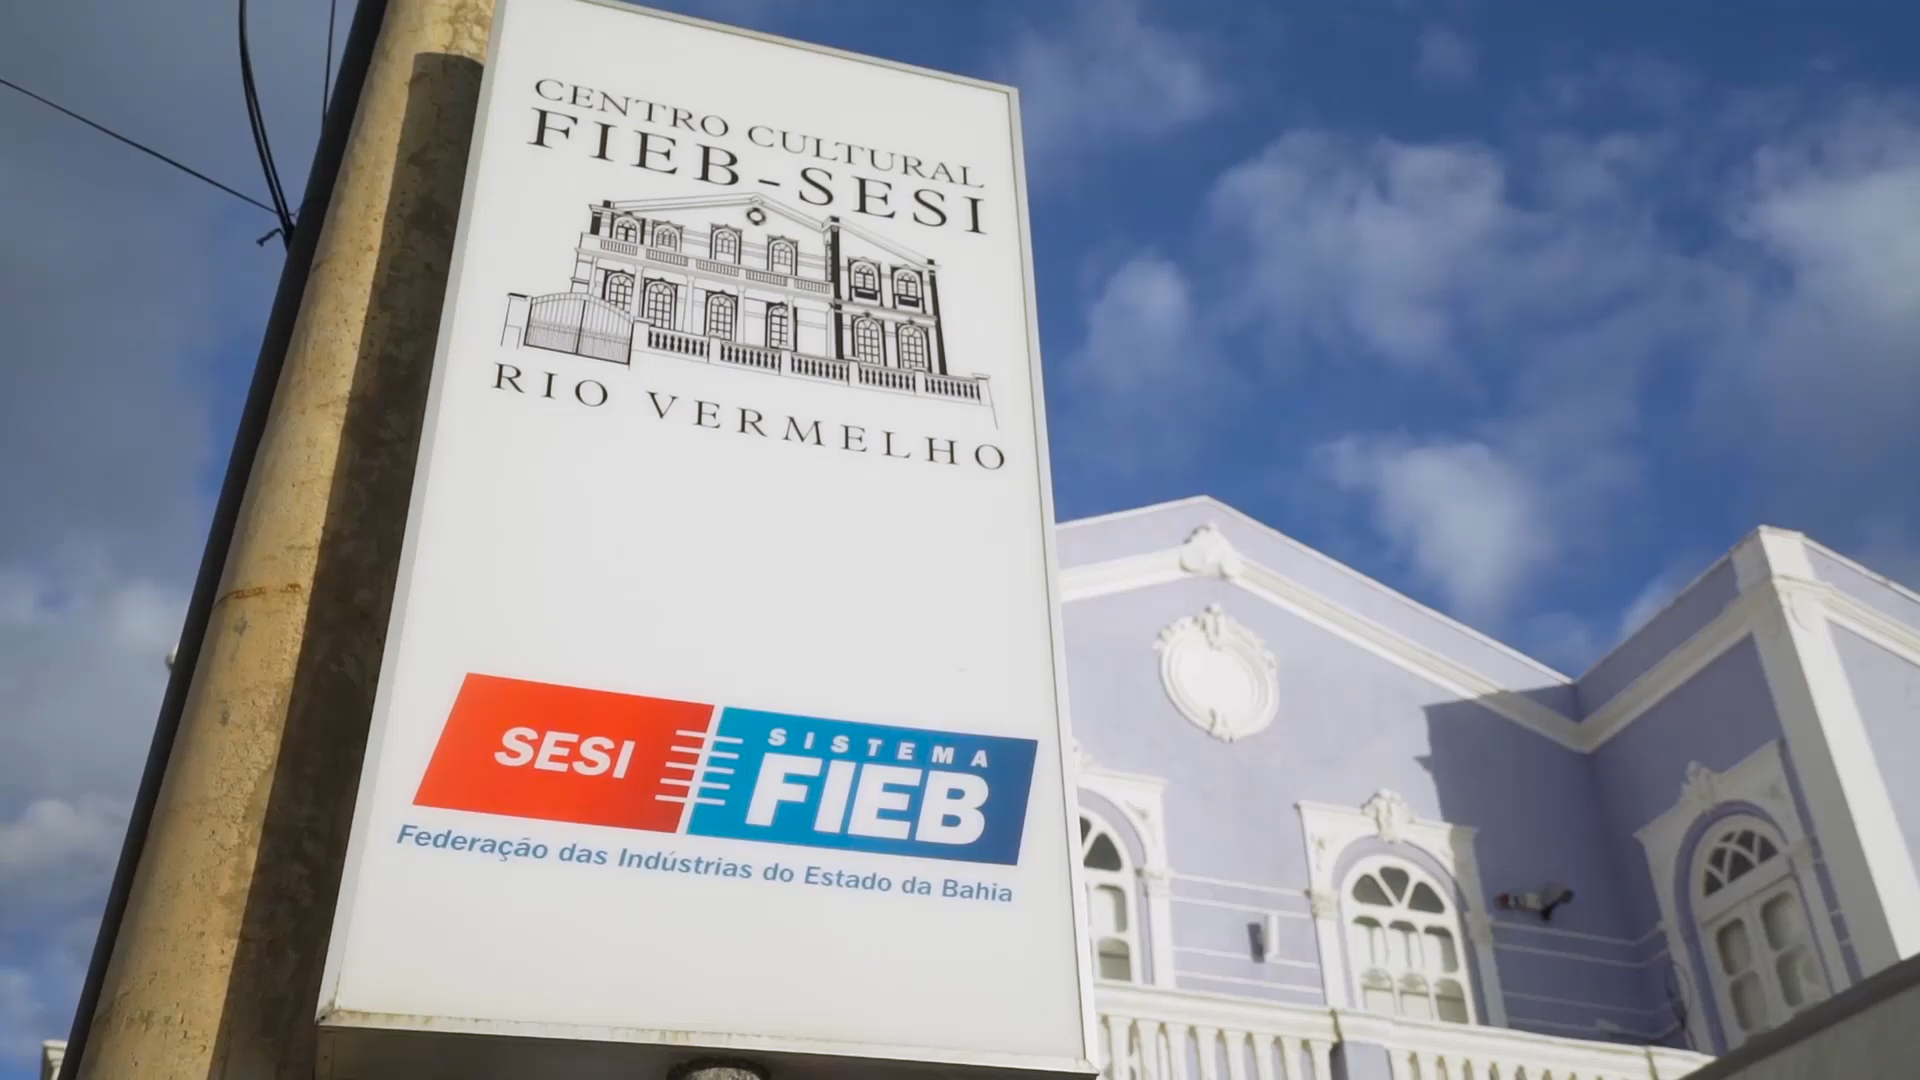 CENTRO CULTURAL
FIEB-SESI
RIO VERMELHO
SESI
SISTEMA
FIEB
Federação das Indústrias do Estado da Bahia